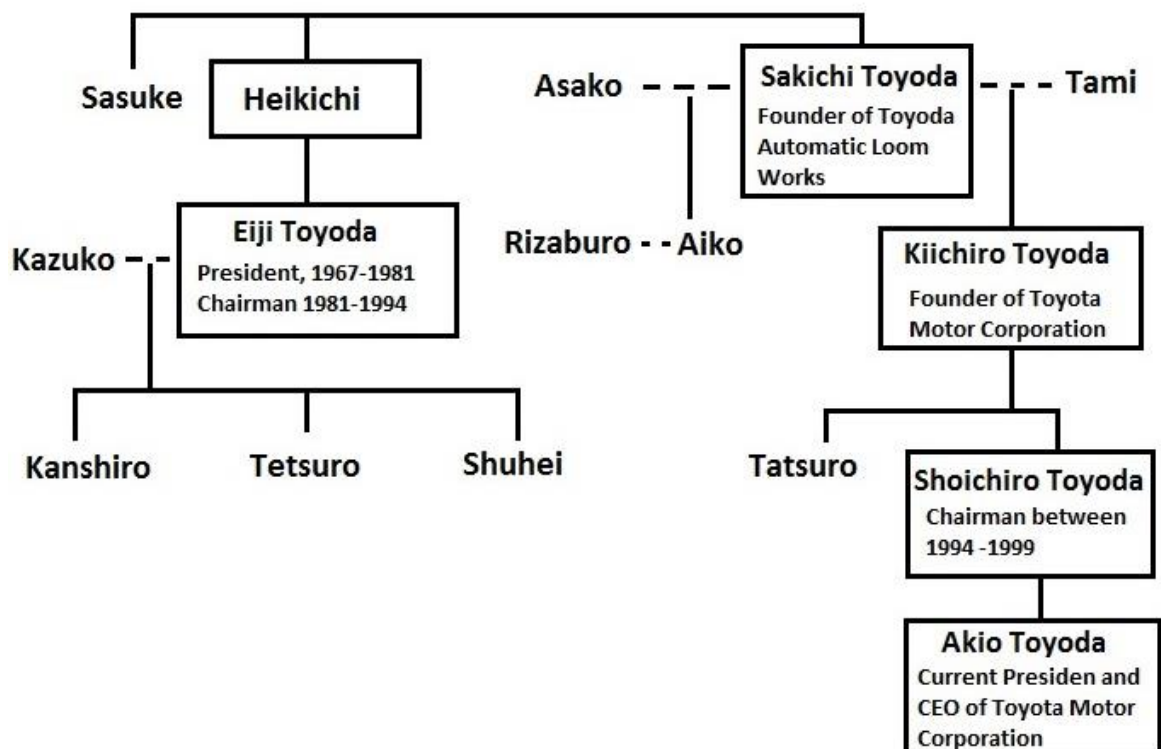 Sasuke
Heikichi
Asako
Sakichi Toyoda
Founder of Toyoda
Automatic Loom
Works
Tami
Kazuko
Eiji Toyoda
President, 1967-1981
Chairman 1981-1994
Rizaburo
Aiko
Kiichiro Toyoda
Founder of Toyota
Motor Corporation
Kanshiro
Tetsuro
Shuhei
Tatsuro
Shoichiro Toyoda
Chairman between
1994 -1999
Akio Toyoda
Current Presiden and
CEO of Toyota Motor
Corporation